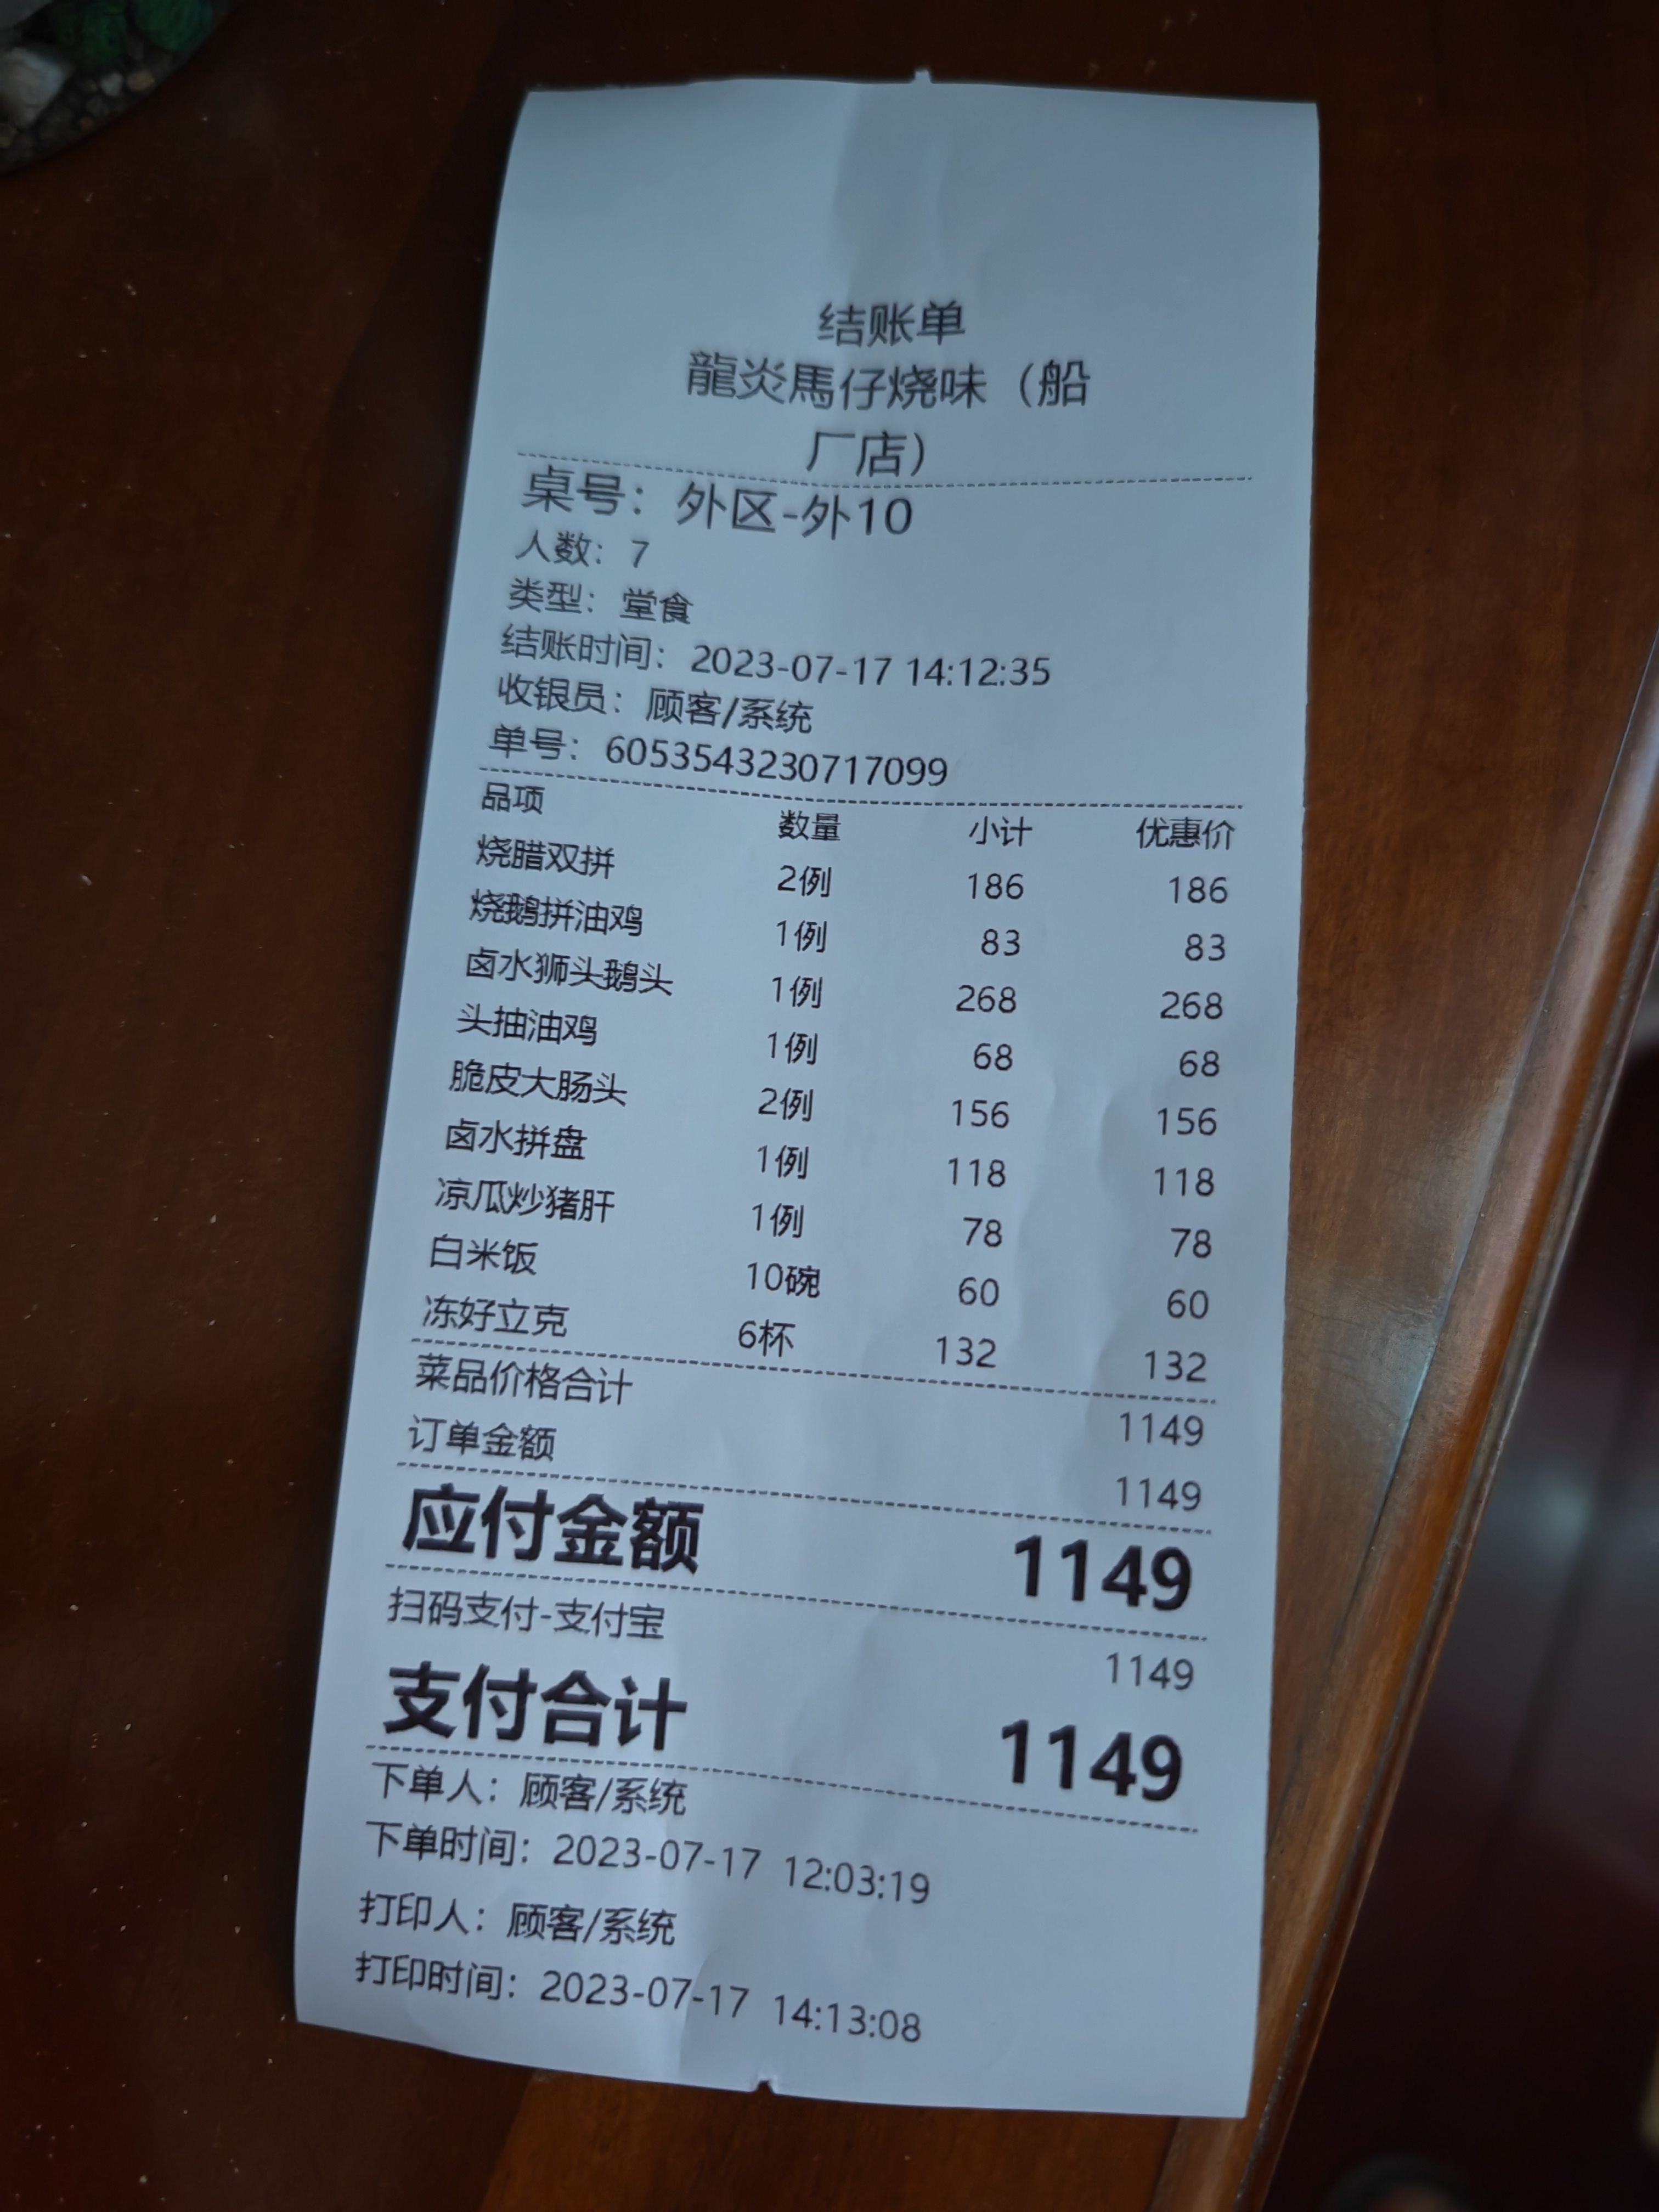 结账单
龍炎馬仔烧味（船
厂店）
桌号：外区-外10
人数：7
类型：堂食
结账时间：2023-07-17 14:12:35
收银员：顾客/系统
单号：6053543230717099
品项 数量 小计 优惠价
烧腊双拼 2例 186 186
烧鹅拼油鸡 1例 83 83
卤水狮头鹅头 1例 268 268
头抽油鸡 1例 68 68
脆皮大肠头 2例 156 156
卤水拼盘 1例 118 118
凉瓜炒猪肝 1例 78 78
白米饭 10碗 60 60
冻好立克 6杯 132 132
菜品价格合计 1149
订单金额 1149
应付金额 1149
扫码支付-支付宝 1149
支付合计 1149
下单人：顾客/系统
下单时间：2023-07-17 12:03:19
打印人：顾客/系统
打印时间：2023-07-17 14:13:08